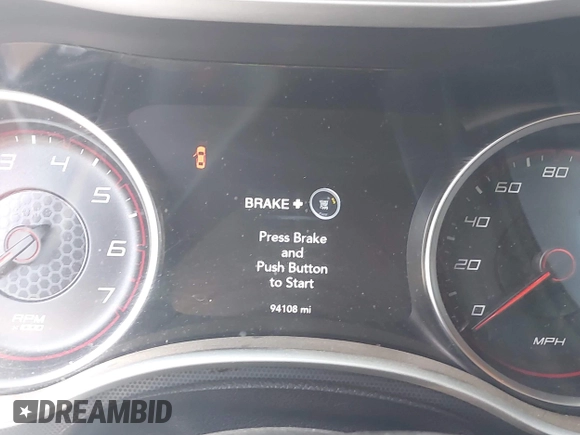 3 4 5 6 7
RPM
x1000
BRAKE +
Press Brake
and
Push Button
to Start
94108 mi
80
60
40
20
0
MPH
DREAMBID